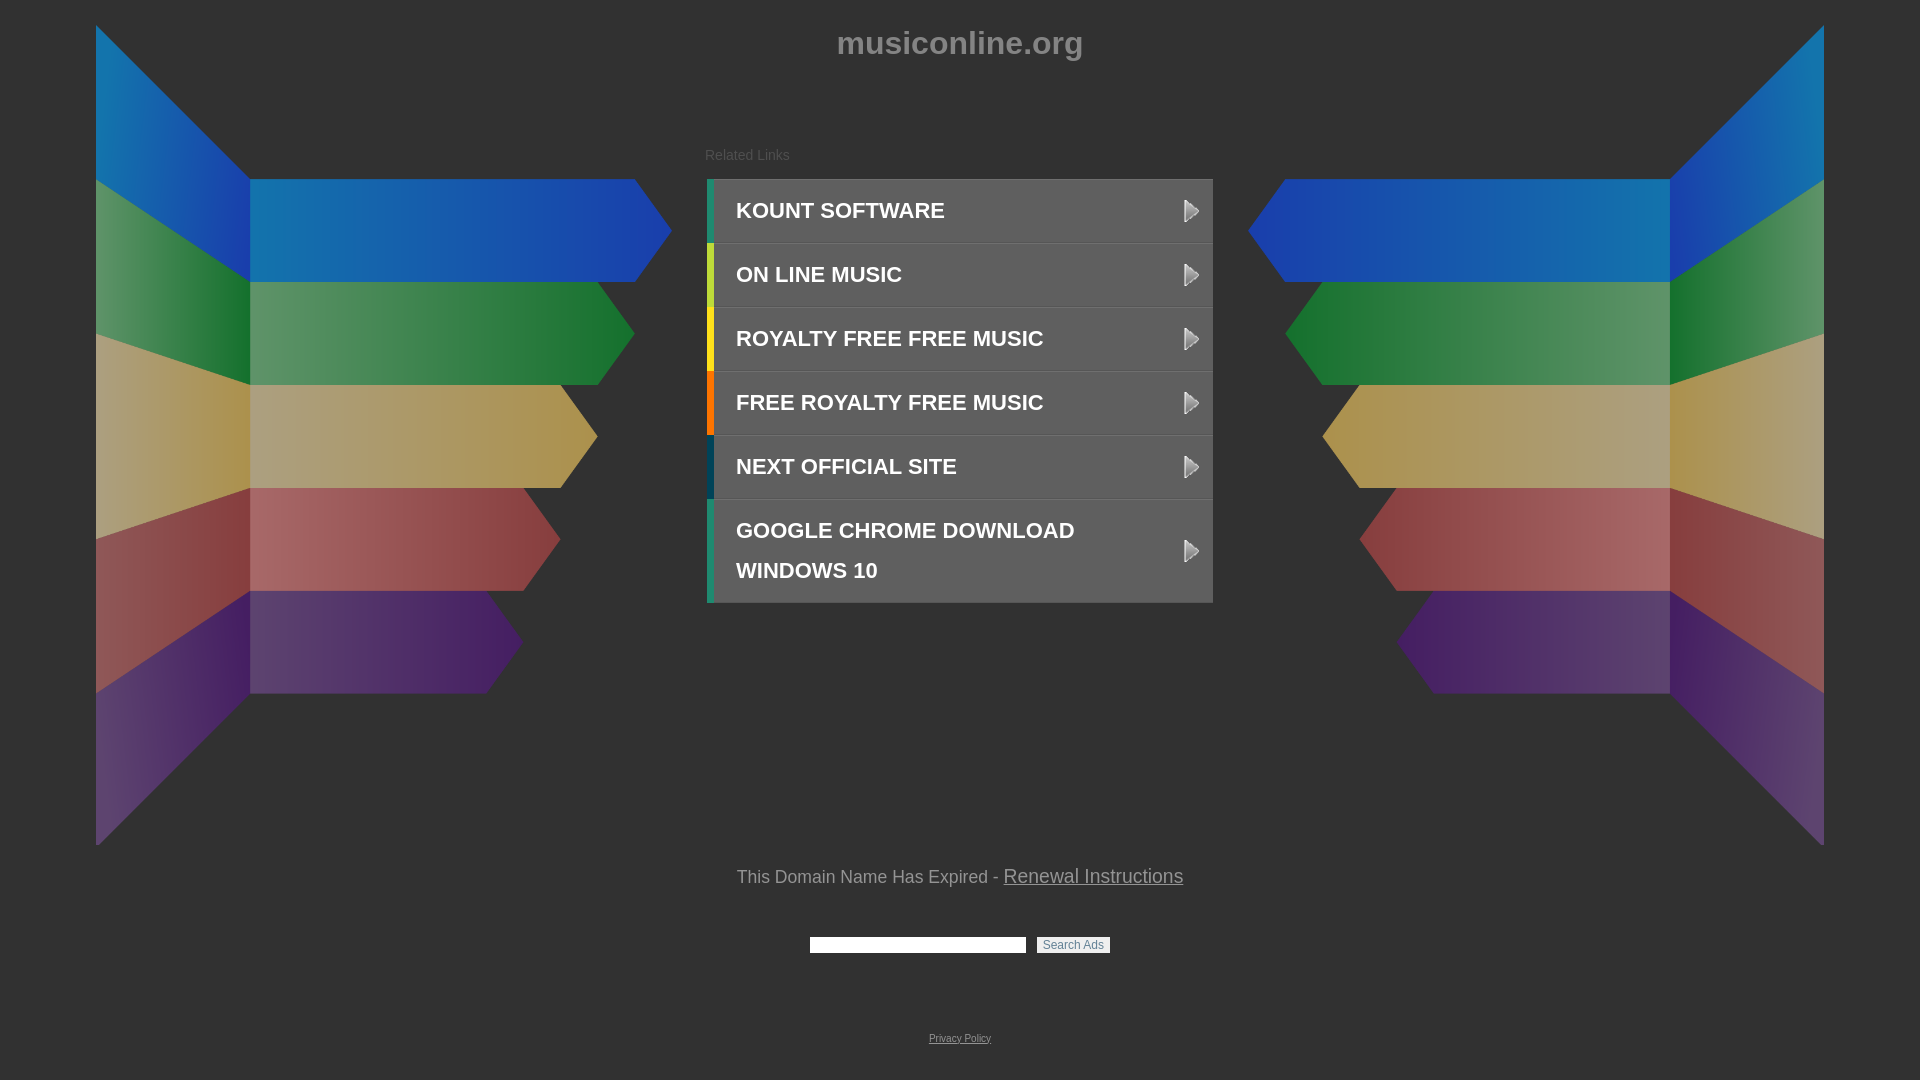 musiconline.org
Related Links
KOUNT SOFTWARE
ON LINE MUSIC
ROYALTY FREE FREE MUSIC
FREE ROYALTY FREE MUSIC
NEXT OFFICIAL SITE
GOOGLE CHROME DOWNLOAD
WINDOWS 10
This Domain Name Has Expired - Renewal Instructions
Search Ads
Privacy Policy